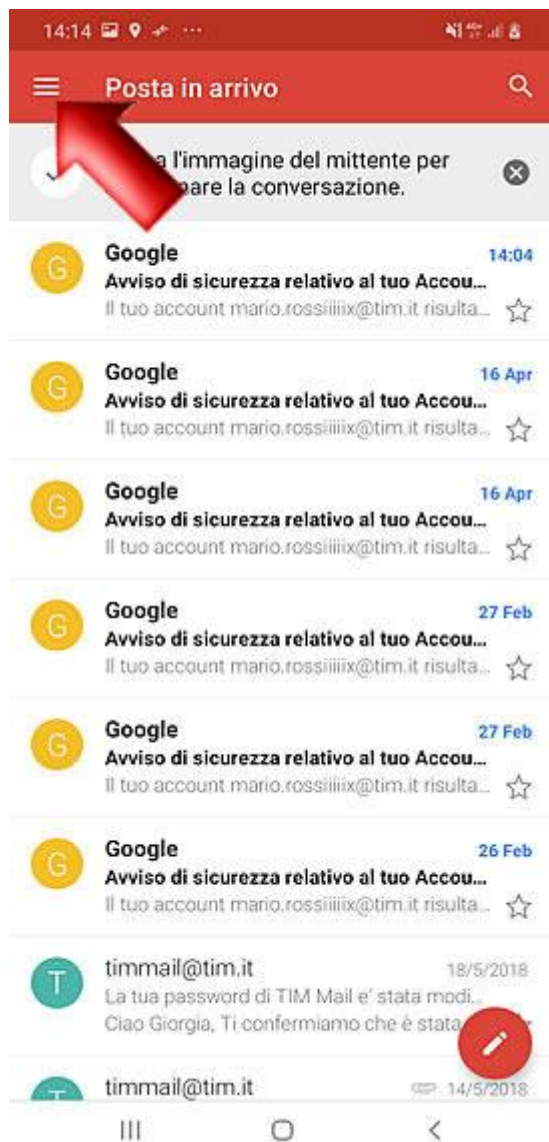 14:14
Posta in arrivo
l'immagine del mittente per
la conversazione.
G
Google
14:04
Avviso di sicurezza relativo al tuo Accou...
Il tuo account mario.rossiiiiix@tim.it risulta...
G
Google
16 Apr
Avviso di sicurezza relativo al tuo Accou...
Il tuo account mario.rossiiiiix@tim.it risulta...
G
Google
16 Apr
Avviso di sicurezza relativo al tuo Accou...
Il tuo account mario.rossiiiiix@tim.it risulta...
G
Google
27 Feb
Avviso di sicurezza relativo al tuo Accou...
Il tuo account mario.rossiiiiix@tim.it risulta...
G
Google
27 Feb
Avviso di sicurezza relativo al tuo Accou...
Il tuo account mario.rossiiiiix@tim.it risulta...
G
Google
26 Feb
Avviso di sicurezza relativo al tuo Accou...
Il tuo account mario.rossiiiiix@tim.it risulta...
T
timmail@tim.it
18/5/2018
La tua password di TIM Mail e' stata modi...
Ciao Giorgia, Ti confermiamo che è stata
timmail@tim.it
14/5/2018